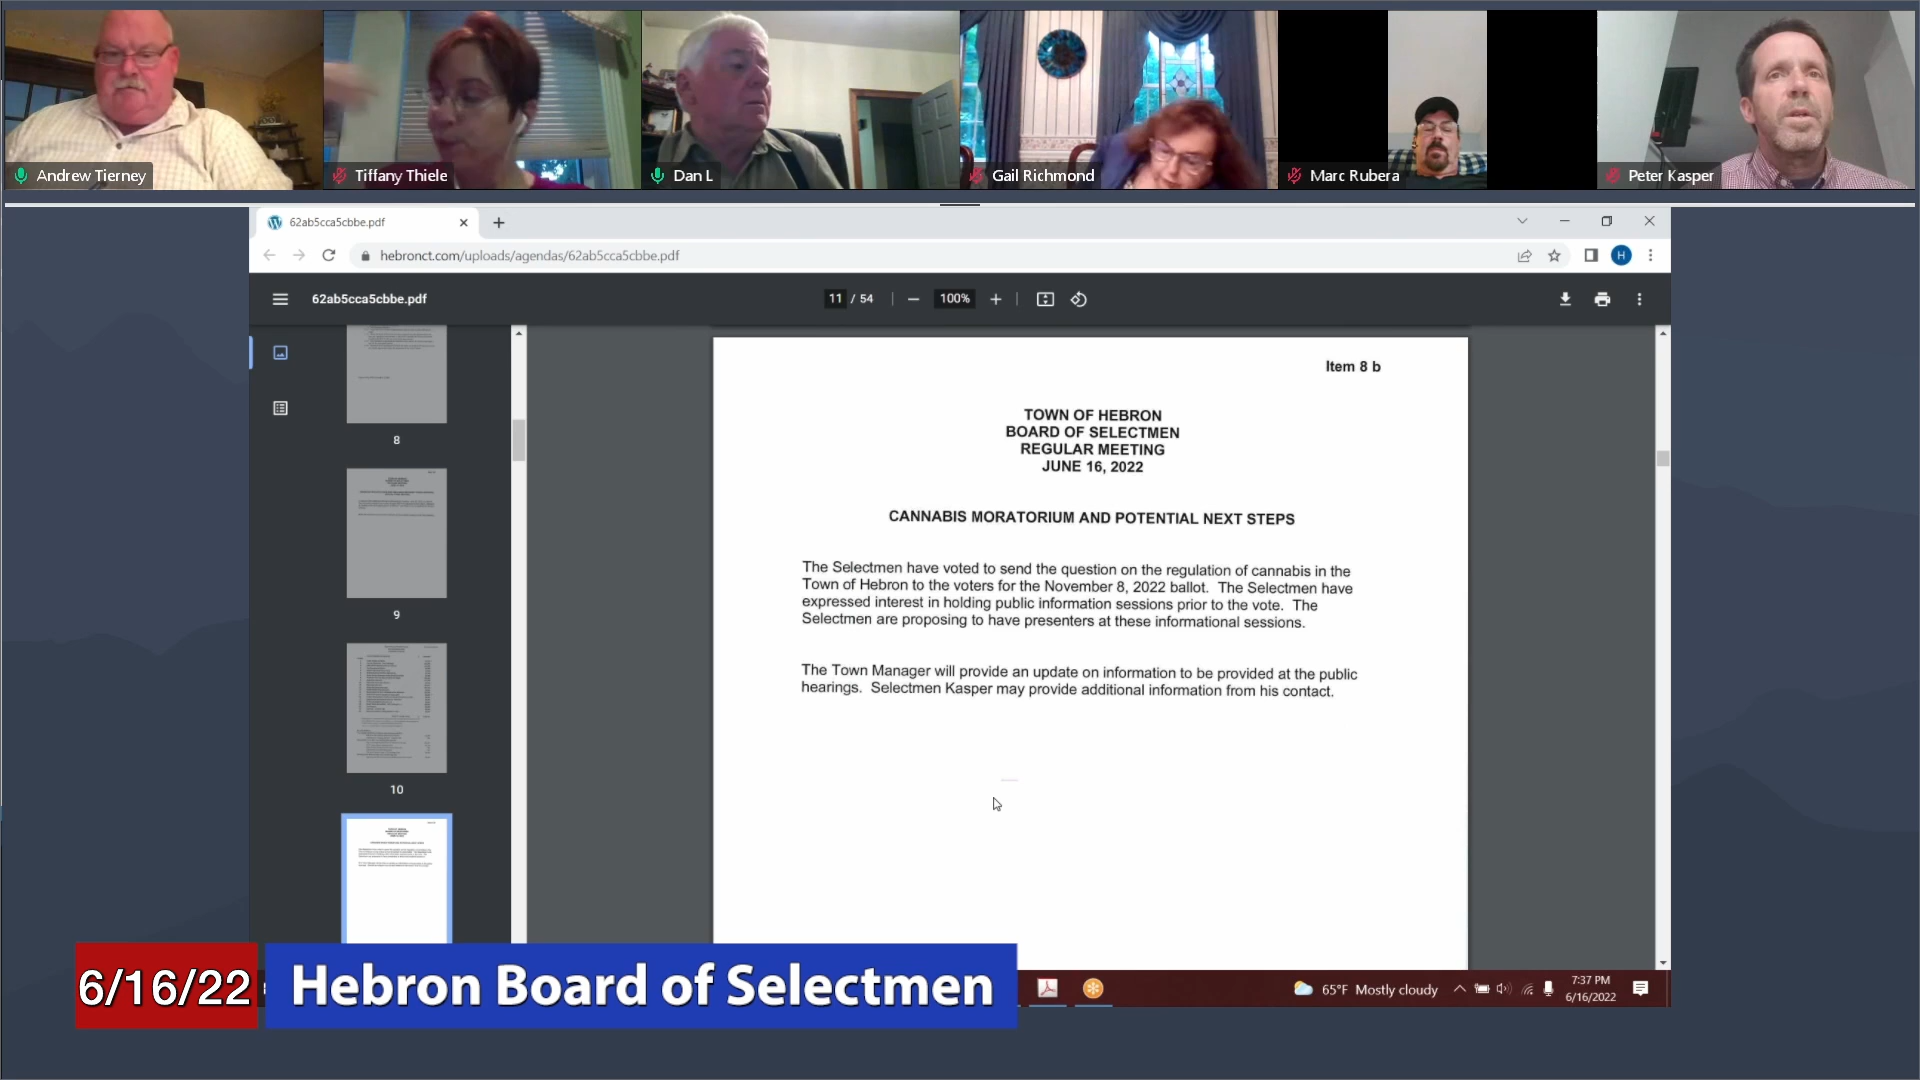 Andrew Tierney
Tiffany Thiele
Dan L
Gail Richmond
Marc Rubera
Peter Kasper
62ab5cca5cbbe.pdf
hebronct.com/uploads/agendas/62ab5cca5cbbe.pdf
H
62ab5cca5cbbe.pdf
11 / 54
100%
8
9
10
Item 8 b
TOWN OF HEBRON
BOARD OF SELECTMEN
REGULAR MEETING
JUNE 16, 2022
CANNABIS MORATORIUM AND POTENTIAL NEXT STEPS
The Selectmen have voted to send the question on the regulation of cannabis in the
Town of Hebron to the voters for the November 8, 2022 ballot. The Selectmen have
expressed interest in holding public information sessions prior to the vote. The
Selectmen are proposing to have presenters at these informational sessions.
The Town Manager will provide an update on information to be provided at the public
hearings. Selectmen Kasper may provide additional information from his contact.
6/16/22
Hebron Board of Selectmen
65°F Mostly cloudy
7:37 PM
6/16/2022